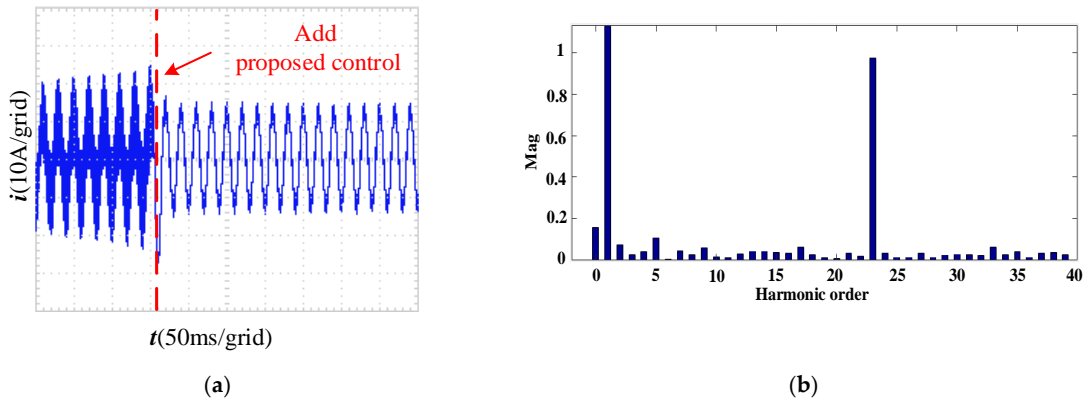 Add
proposed control
i(10A/grid)
t(50ms/grid)
(a)
1
0.8
0.6
0.4
0.2
0
Mag
0 5 10 15 20 25 30 35 40
Harmonic order
(b)